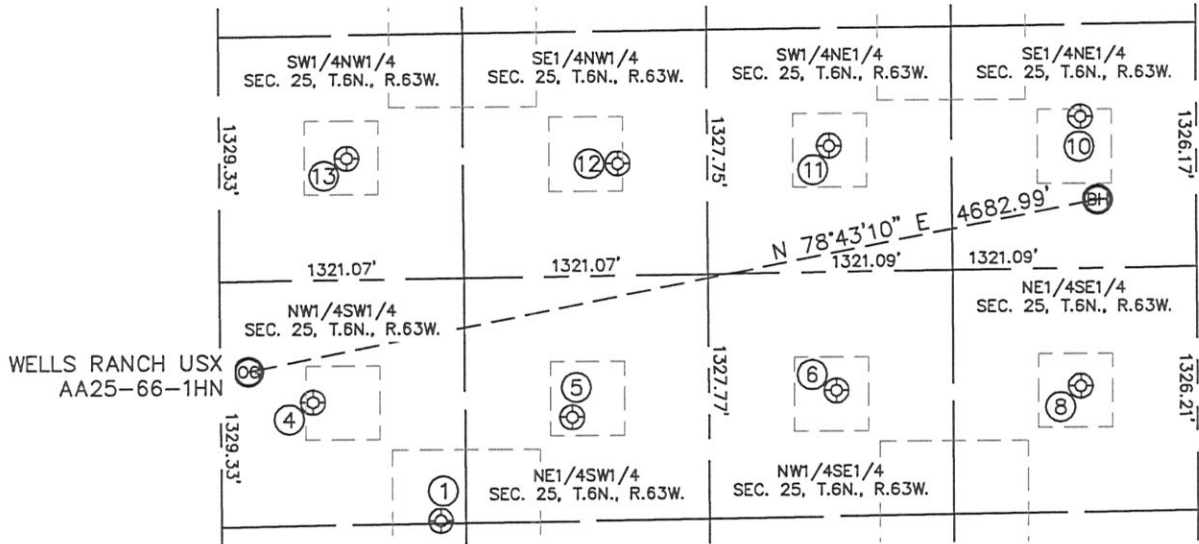 SW1/4NW1/4
SEC. 25, T.6N., R.63W.
SE1/4NW1/4
SEC. 25, T.6N., R.63W.
SW1/4NE1/4
SEC. 25, T.6N., R.63W.
SE1/4NE1/4
SEC. 25, T.6N., R.63W.
1329.33'
13
12
1327.75'
11
10
1326.17'
BH
N 78°43'10" E 4682.99'
1321.07'
1321.07'
1321.09'
1321.09'
NW1/4SW1/4
SEC. 25, T.6N., R.63W.
NE1/4SE1/4
SEC. 25, T.6N., R.63W.
WELLS RANCH USX
AA25-66-1HN
OG
4
5
6
8
1329.33'
1327.77'
1326.21'
1
NE1/4SW1/4
SEC. 25, T.6N., R.63W.
NW1/4SE1/4
SEC. 25, T.6N., R.63W.